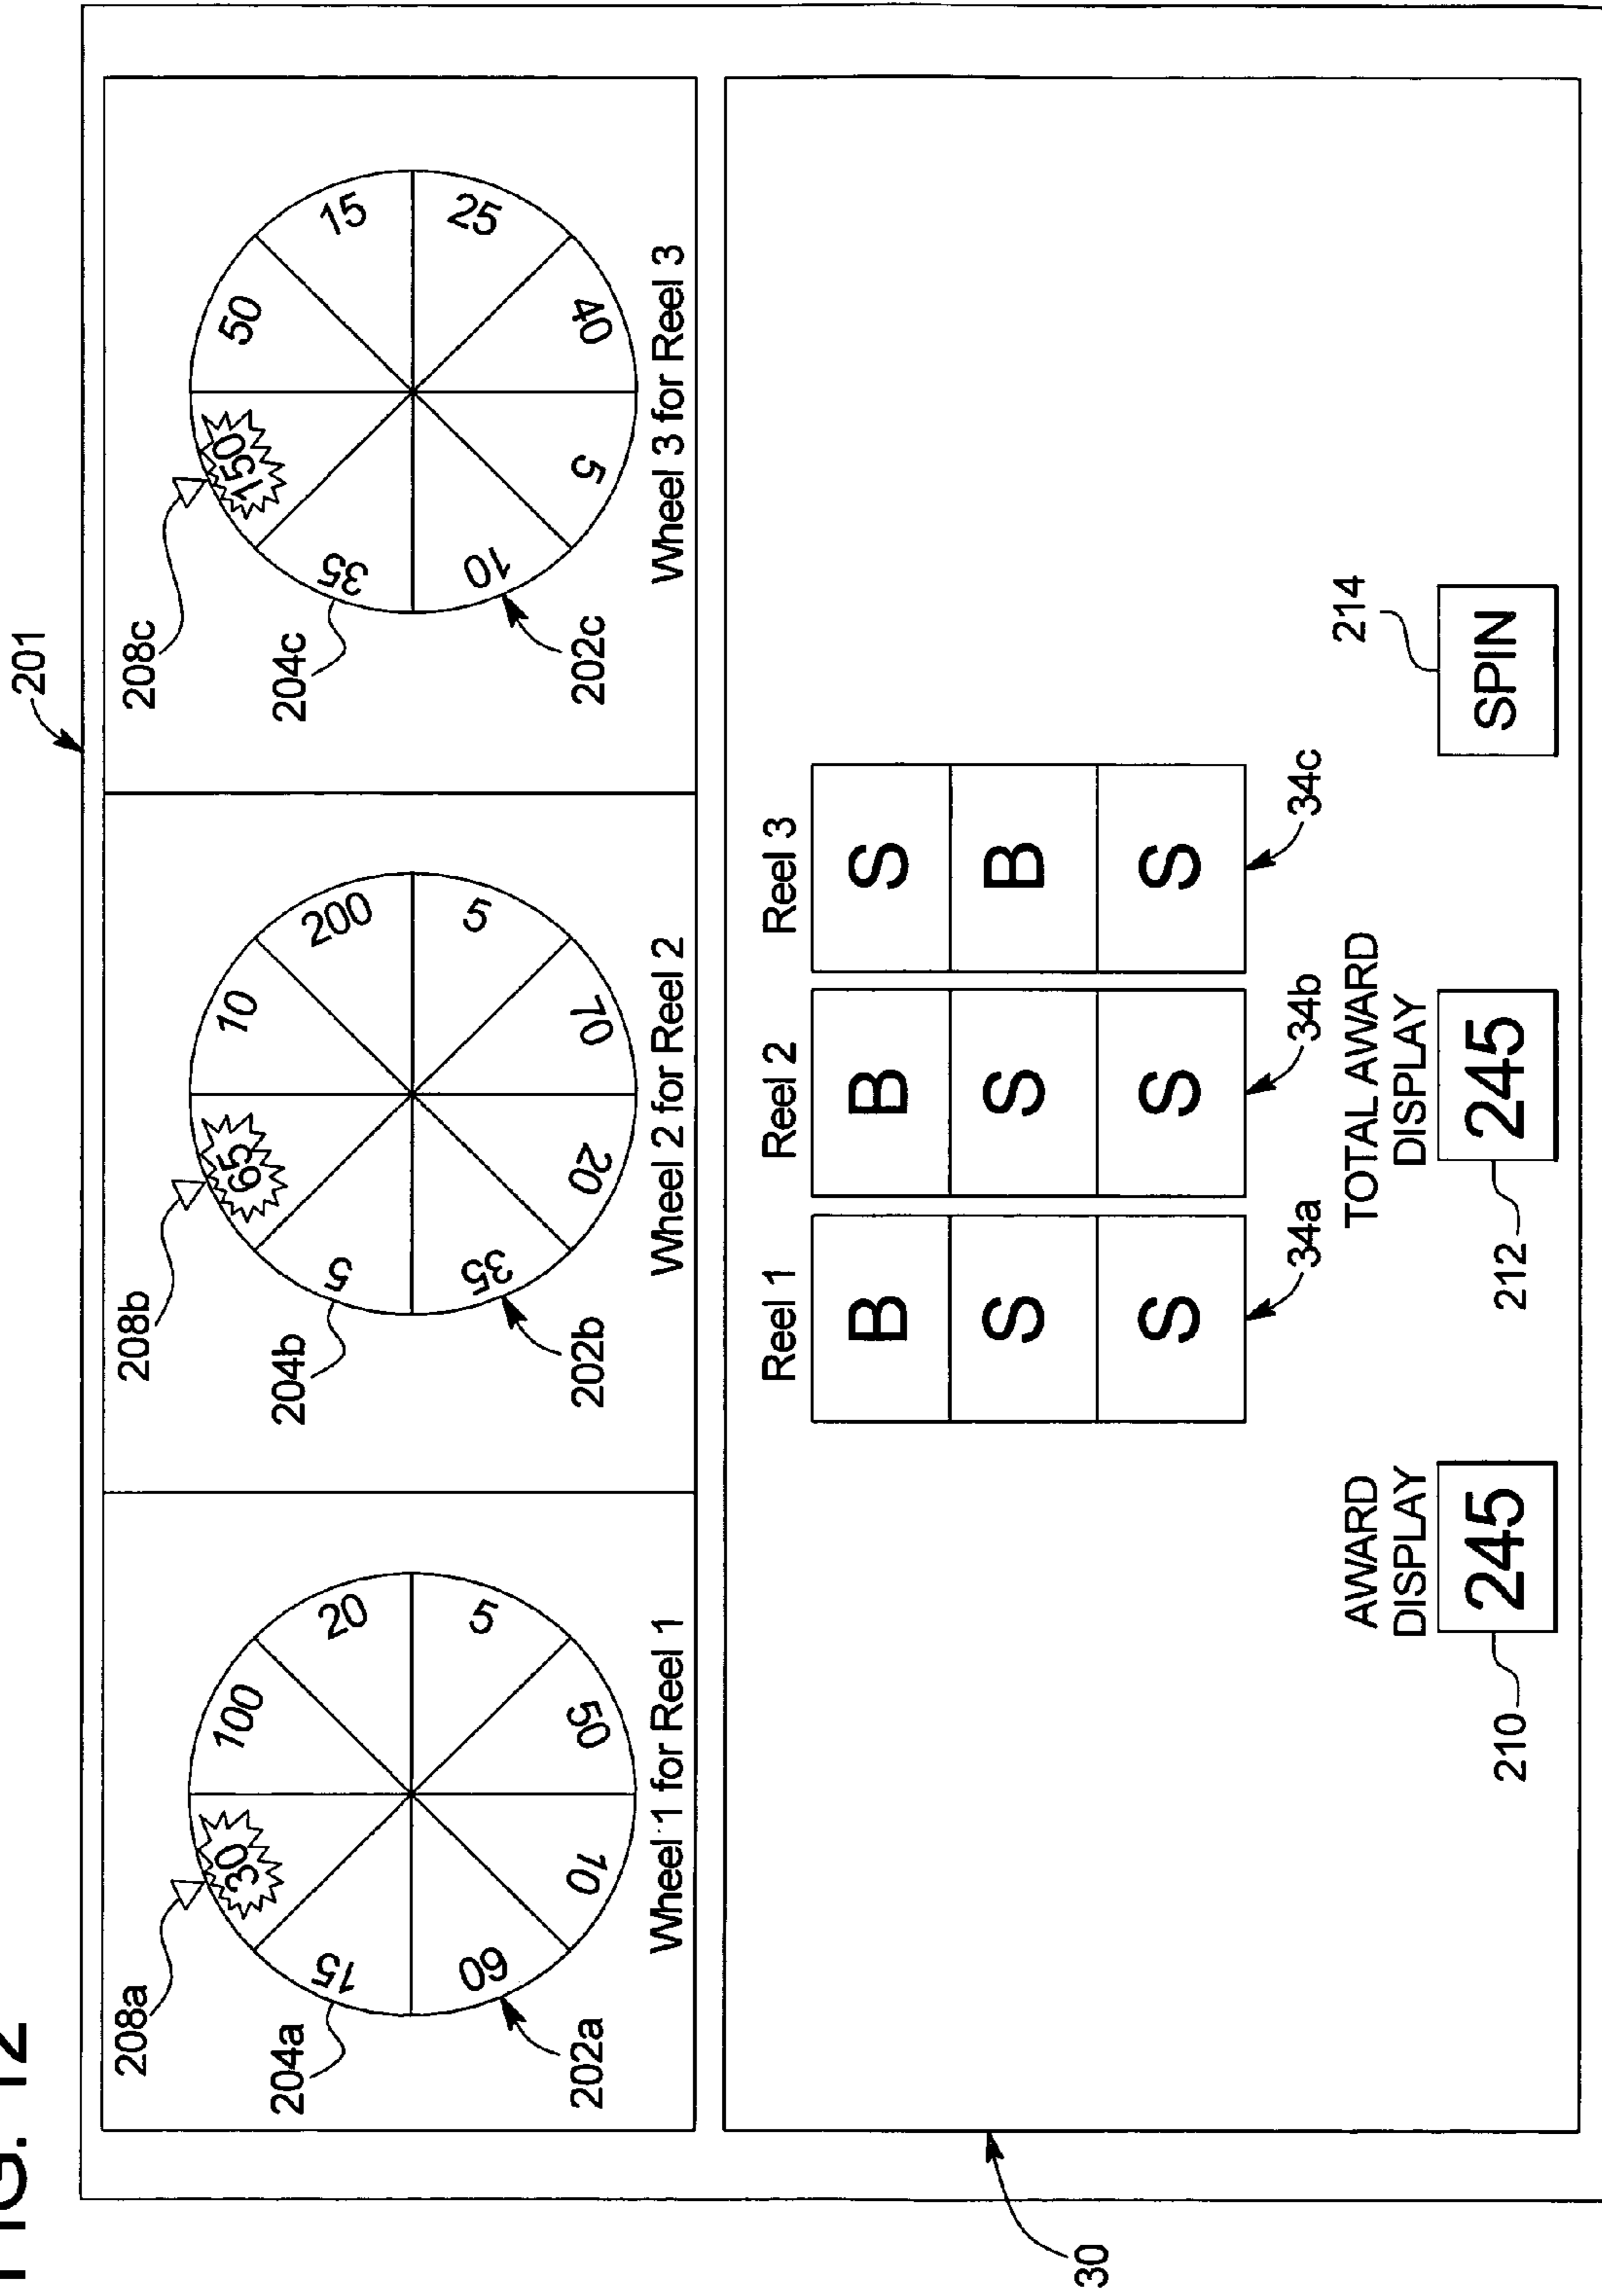 FIG. 12
201
208a
30
100
20
5
50
10
60
15
204a
202a
Wheel 1 for Reel 1
208b
65
10
200
5
70
20
35
5
204b
202b
Wheel 2 for Reel 2
208c
150
50
15
25
40
5
10
35
204c
202c
Wheel 3 for Reel 3
30
Reel 1 Reel 2 Reel 3
B B S
S S B
S S S
34a 34b 34c
AWARD
DISPLAY
245
210
TOTAL AWARD
DISPLAY
245
212
214
SPIN